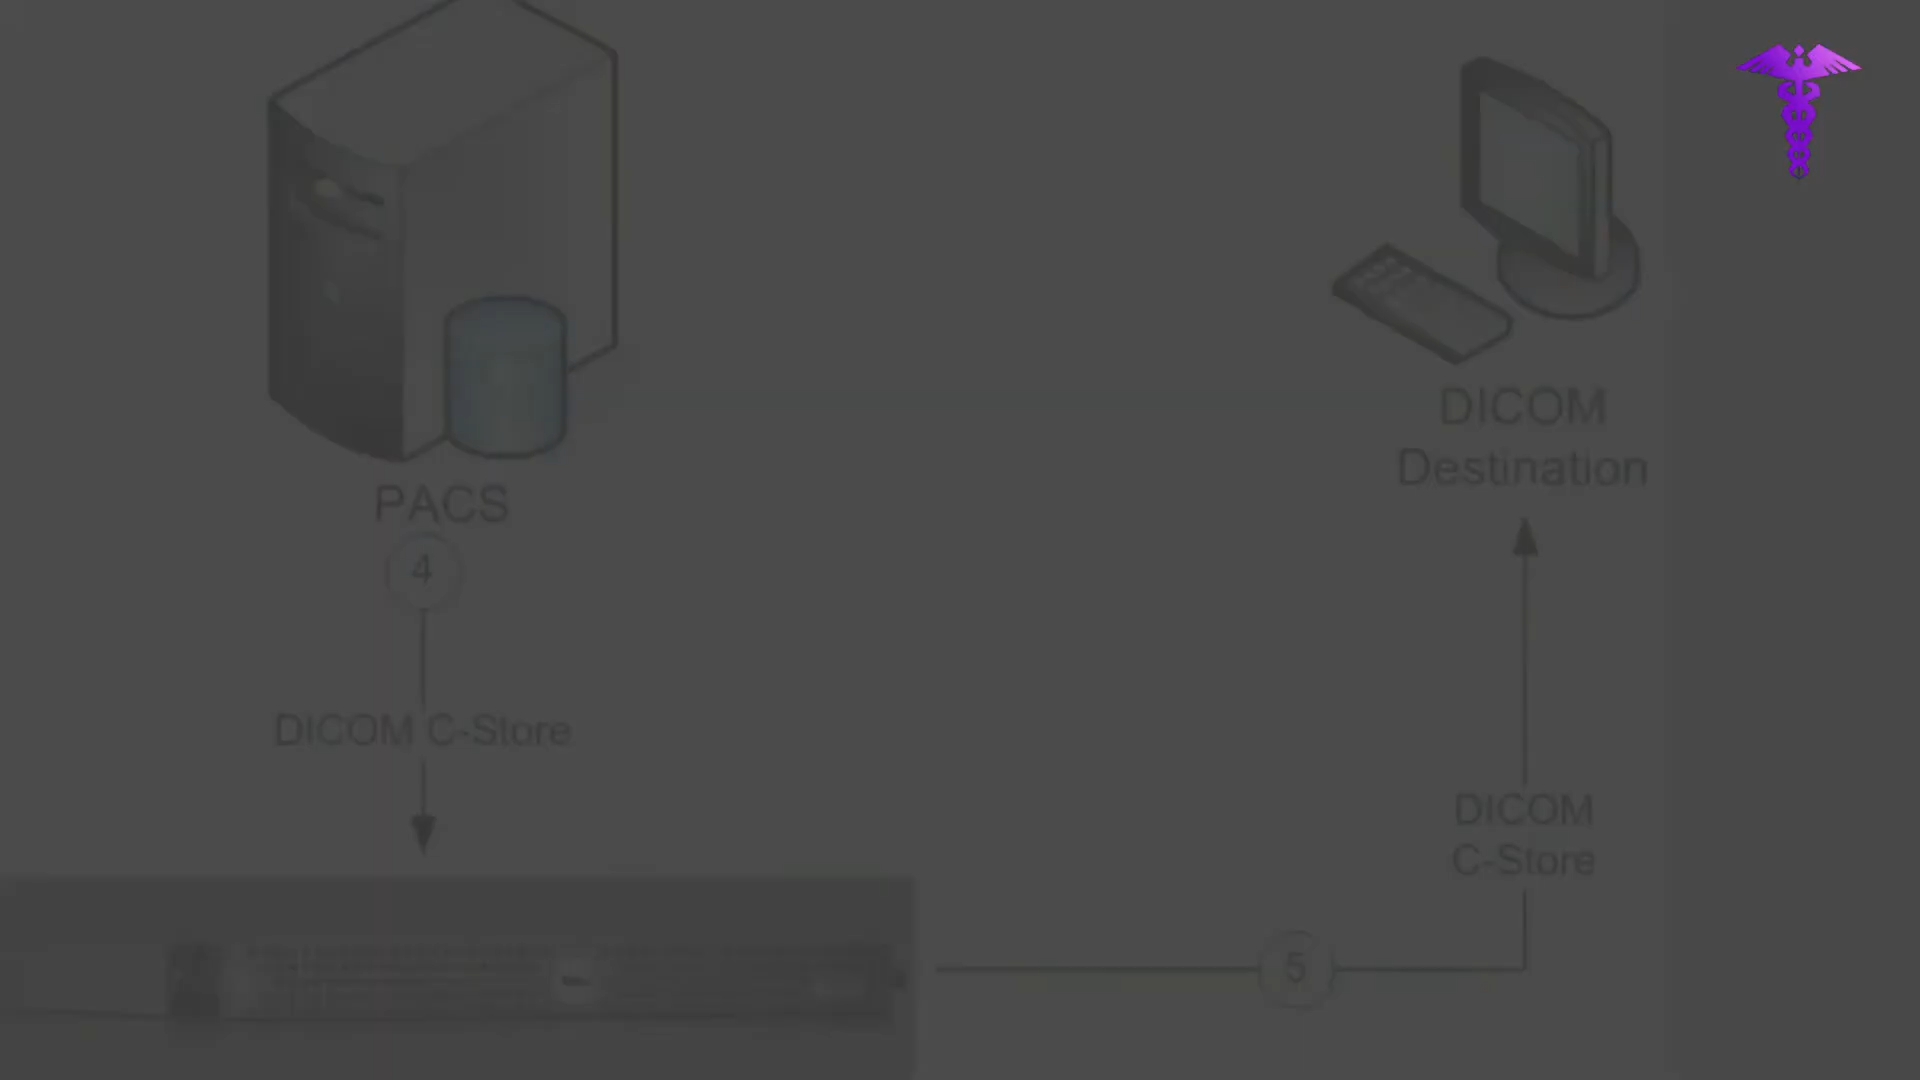 PACS
4
DICOM C-Store
DICOM
Destination
DICOM
C-Store
5